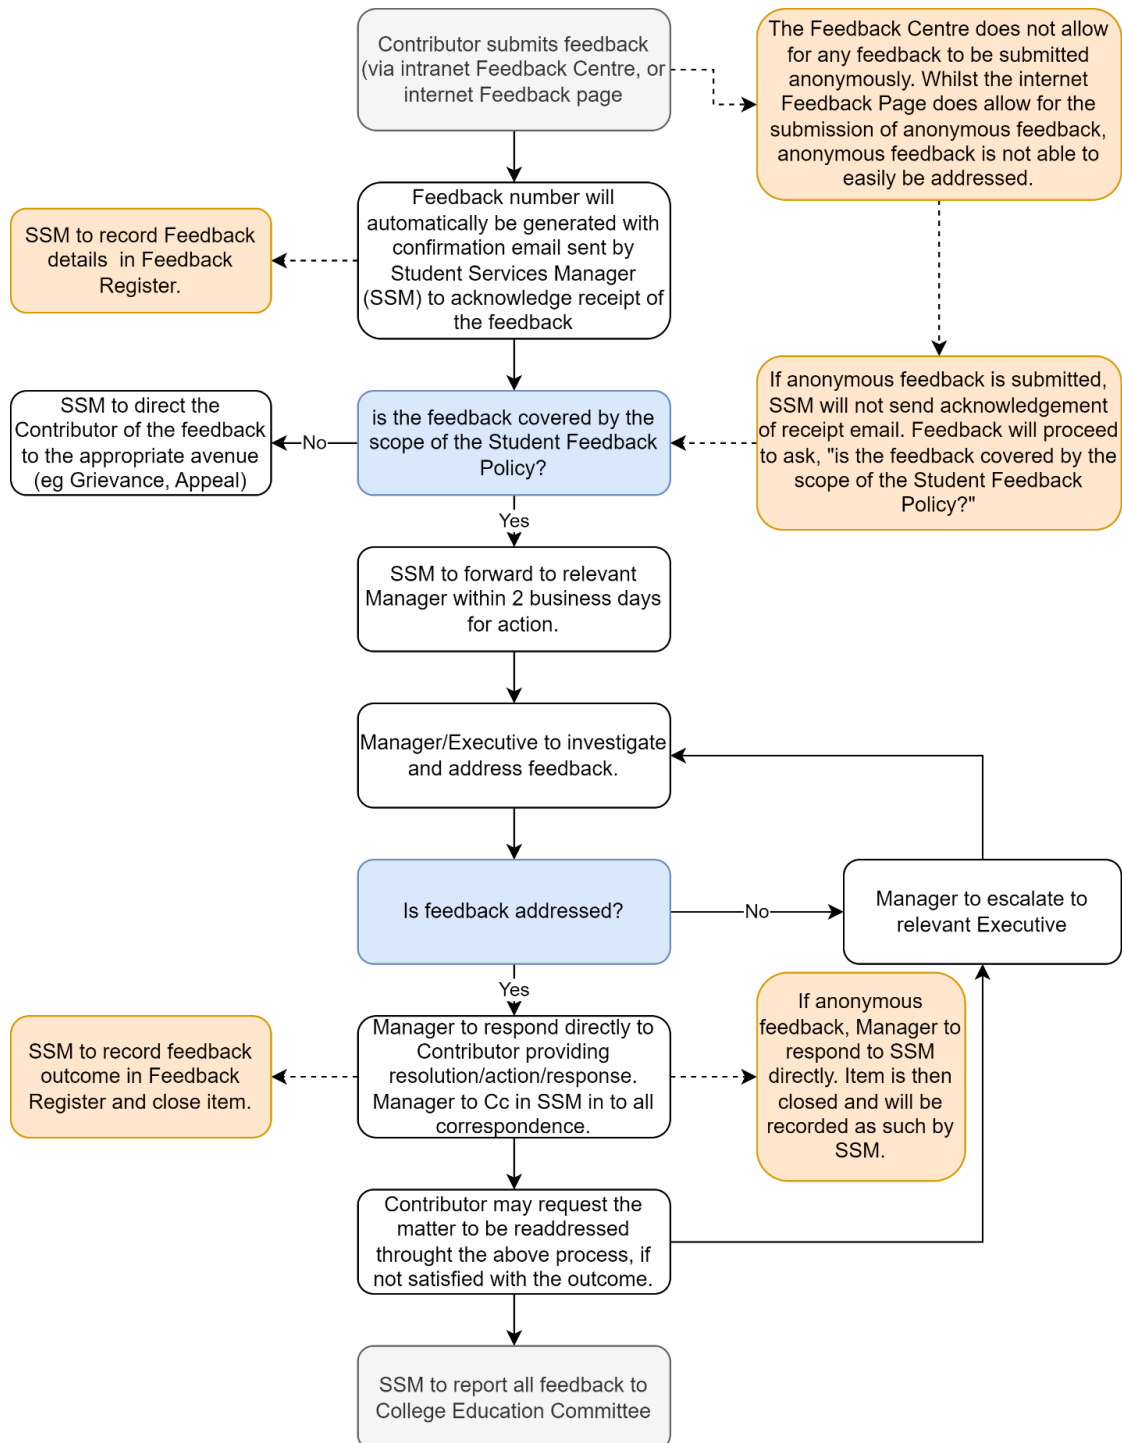 Contributor submits feedback
(via intranet Feedback Centre, or
internet Feedback page
The Feedback Centre does not allow
for any feedback to be submitted
anonymously. Whilst the internet
Feedback Page does allow for the
submission of anonymous feedback,
anonymous feedback is not able to
easily be addressed.
Feedback number will
automatically be generated with
confirmation email sent by
Student Services Manager
(SSM) to acknowledge receipt of
the feedback
SSM to record Feedback
details in Feedback
Register.
If anonymous feedback is submitted,
SSM will not send acknowledgement
of receipt email. Feedback will proceed
to ask, "is the feedback covered by the
scope of the Student Feedback
Policy?"
is the feedback covered by the
scope of the Student Feedback
Policy?
No
SSM to direct the
Contributor of the feedback
to the appropriate avenue
(eg Grievance, Appeal)
Yes
SSM to forward to relevant
Manager within 2 business days
for action.
Manager/Executive to investigate
and address feedback.
Is feedback addressed?
No
Manager to escalate to
relevant Executive
Yes
Manager to respond directly to
Contributor providing
resolution/action/response.
Manager to Cc in SSM in to all
correspondence.
SSM to record feedback
outcome in Feedback
Register and close item.
If anonymous
feedback, Manager to
respond to SSM
directly. Item is then
closed and will be
recorded as such by
SSM.
Contributor may request the
matter to be readdressed
throught the above process, if
not satisfied with the outcome.
SSM to report all feedback to
College Education Committee